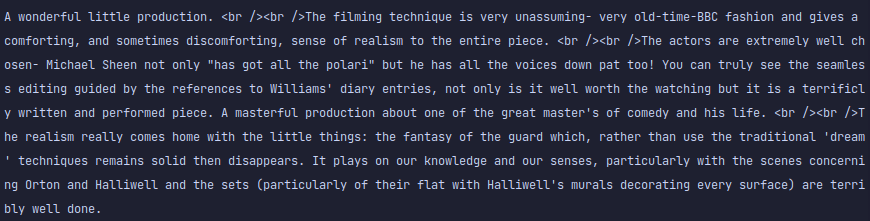 A wonderful little production. <br /><br />The filming technique is very unassuming- very old-time-BBC fashion and gives a
comforting, and sometimes discomforting, sense of realism to the entire piece. <br /><br />The actors are extremely well ch
osen- Michael Sheen not only "has got all the polari" but he has all the voices down pat too! You can truly see the seamles
s editing guided by the references to Williams' diary entries, not only is it well worth the watching but it is a terrificl
y written and performed piece. A masterful production about one of the great master's of comedy and his life. <br /><br />T
he realism really comes home with the little things: the fantasy of the guard which, rather than use the traditional 'dream
' techniques remains solid then disappears. It plays on our knowledge and our senses, particularly with the scenes concerni
ng Orton and Halliwell and the sets (particularly of their flat with Halliwell's murals decorating every surface) are terri
bly well done.